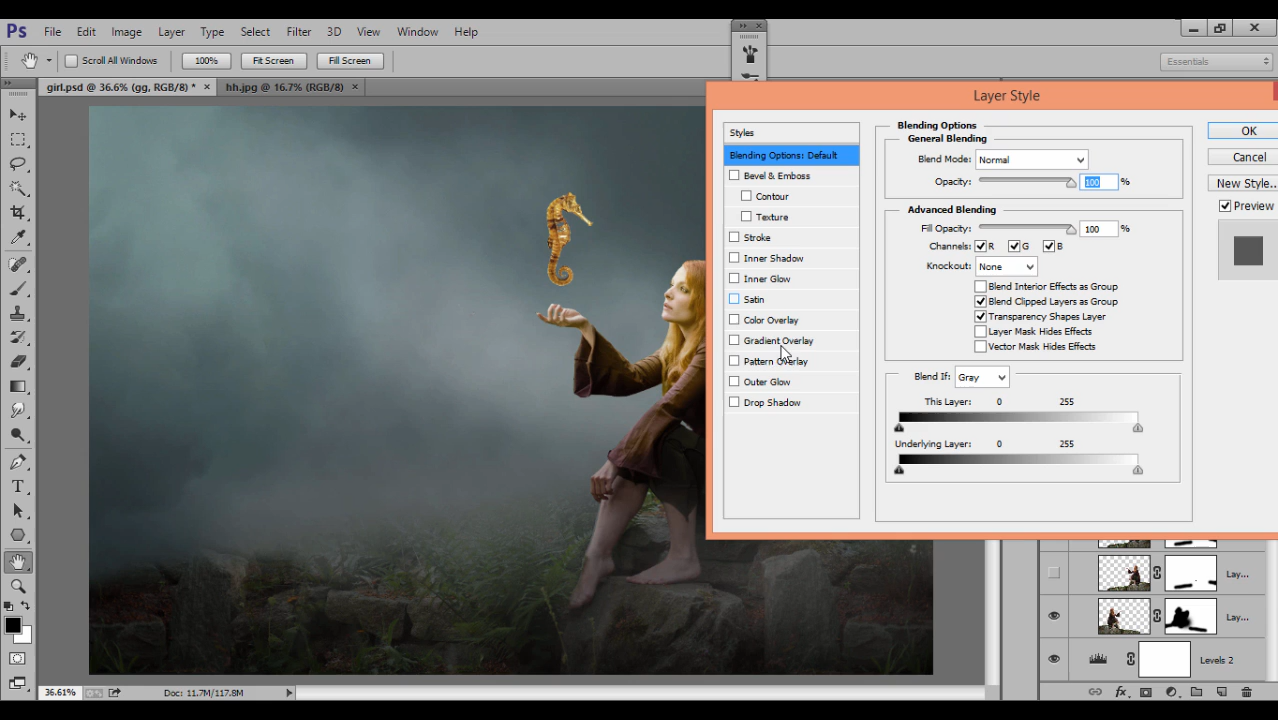 Ps File Edit Image Layer Type Select Filter 3D View Window Help
Scroll All Windows 100% Fit Screen Fill Screen Essentials
girl.psd @ 36.6% (gg, RGB/8) * × hh.jpg @ 16.7% (RGB/8) ×
Layer Style
Styles
Blending Options: Default
Bevel & Emboss
Contour
Texture
Stroke
Inner Shadow
Inner Glow
Satin
Color Overlay
Gradient Overlay
Pattern Overlay
Outer Glow
Drop Shadow
Blending Options
General Blending
Blend Mode: Normal
Opacity: 100 %
Advanced Blending
Fill Opacity: 100 %
Channels: R G B
Knockout: None
Blend Interior Effects as Group
Blend Clipped Layers as Group
Transparency Shapes Layer
Layer Mask Hides Effects
Vector Mask Hides Effects
Blend If: Gray
This Layer: 0 255
Underlying Layer: 0 255
OK
Cancel
New Style...
Preview
Lay...
Lay...
Levels 2
36.61% Doc: 11.7M/117.8M